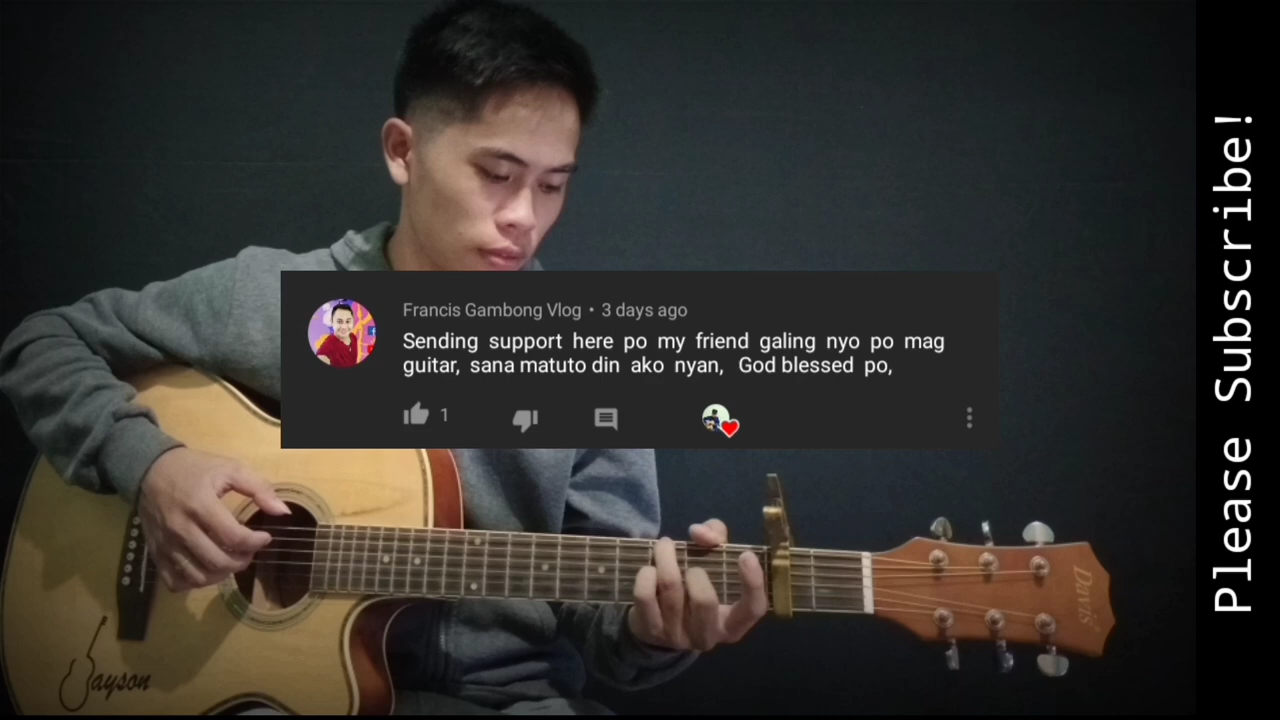 Francis Gambong Vlog • 3 days ago
Sending support here po my friend galing nyo po mag
guitar, sana matuto din ako nyan, God blessed po,
1
Please Subscribe!
Davis
Jayson